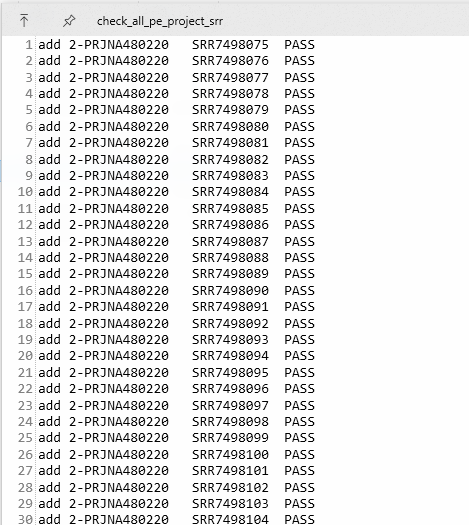 check_all_pe_project_srr
1 add 2-PRJNA480220 SRR7498075 PASS
2 add 2-PRJNA480220 SRR7498076 PASS
3 add 2-PRJNA480220 SRR7498077 PASS
4 add 2-PRJNA480220 SRR7498078 PASS
5 add 2-PRJNA480220 SRR7498079 PASS
6 add 2-PRJNA480220 SRR7498080 PASS
7 add 2-PRJNA480220 SRR7498081 PASS
8 add 2-PRJNA480220 SRR7498082 PASS
9 add 2-PRJNA480220 SRR7498083 PASS
10 add 2-PRJNA480220 SRR7498084 PASS
11 add 2-PRJNA480220 SRR7498085 PASS
12 add 2-PRJNA480220 SRR7498086 PASS
13 add 2-PRJNA480220 SRR7498087 PASS
14 add 2-PRJNA480220 SRR7498088 PASS
15 add 2-PRJNA480220 SRR7498089 PASS
16 add 2-PRJNA480220 SRR7498090 PASS
17 add 2-PRJNA480220 SRR7498091 PASS
18 add 2-PRJNA480220 SRR7498092 PASS
19 add 2-PRJNA480220 SRR7498093 PASS
20 add 2-PRJNA480220 SRR7498094 PASS
21 add 2-PRJNA480220 SRR7498095 PASS
22 add 2-PRJNA480220 SRR7498096 PASS
23 add 2-PRJNA480220 SRR7498097 PASS
24 add 2-PRJNA480220 SRR7498098 PASS
25 add 2-PRJNA480220 SRR7498099 PASS
26 add 2-PRJNA480220 SRR7498100 PASS
27 add 2-PRJNA480220 SRR7498101 PASS
28 add 2-PRJNA480220 SRR7498102 PASS
29 add 2-PRJNA480220 SRR7498103 PASS
30 add 2-PRJNA480220 SRR7498104 PASS